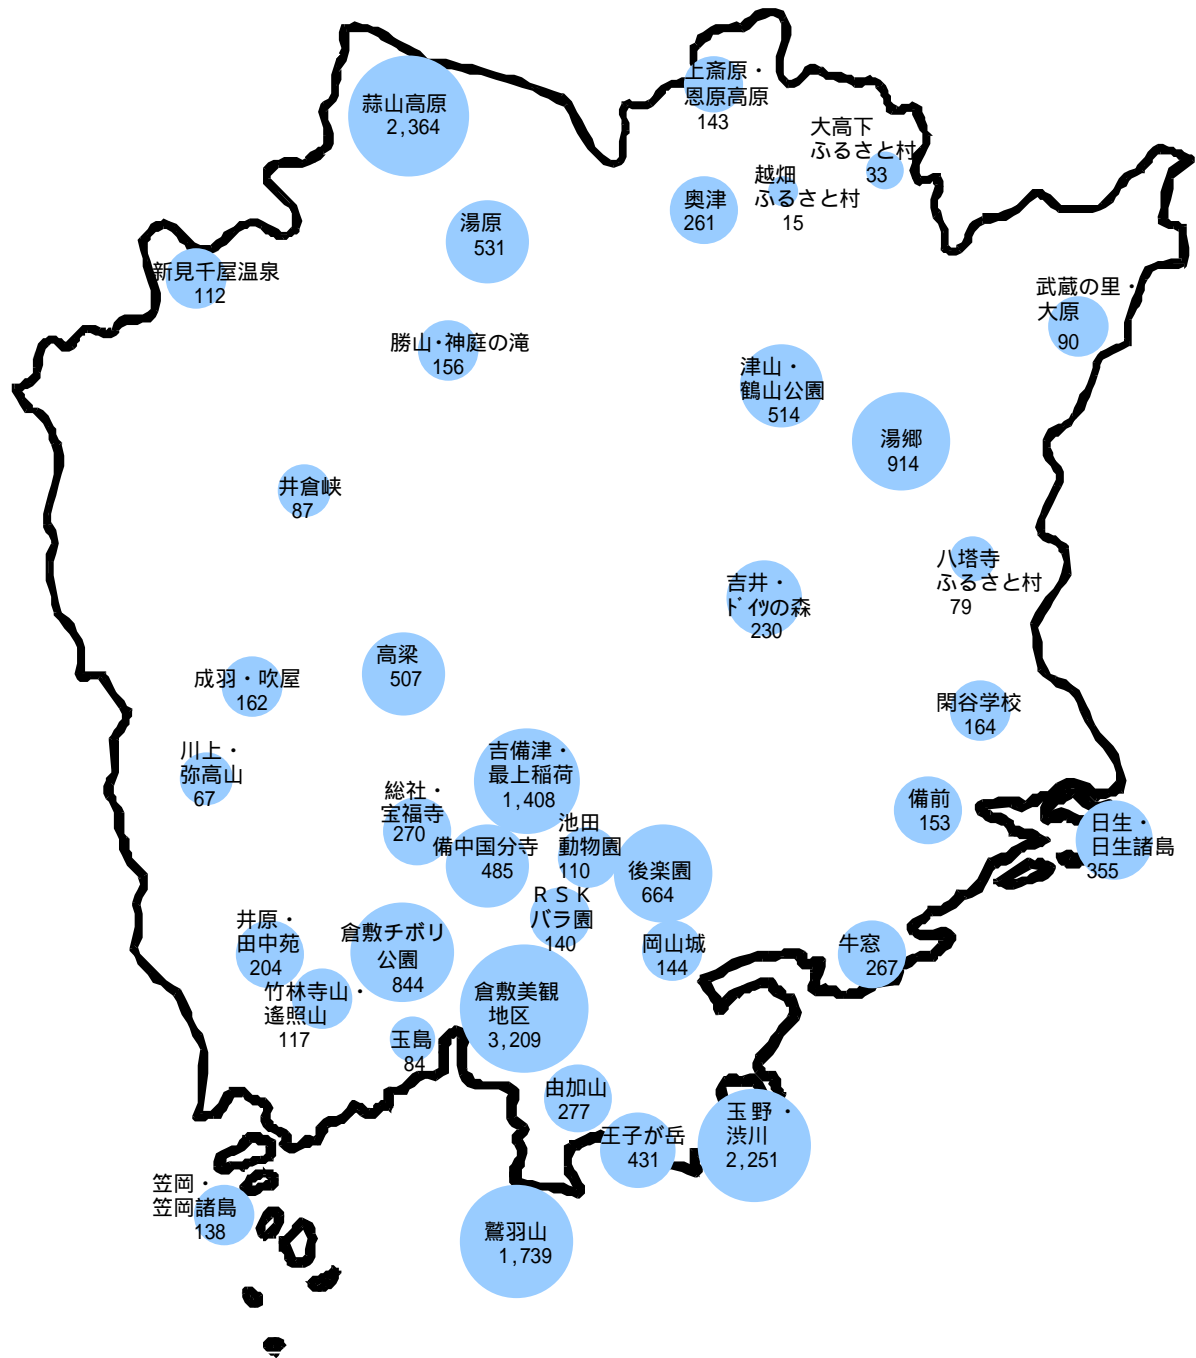 上斎原・
恩原高原
143
蒜山高原
2,364
大高下
ふるさと村
33
越畑
ふるさと村
15
奥津
261
湯原
531
新見千屋温泉
112
武蔵の里・
大原
90
勝山・神庭の滝
156
津山・
鶴山公園
514
湯郷
914
井倉峡
87
八塔寺
ふるさと村
79
吉井・
ﾄﾞｲﾂの森
230
高梁
507
成羽・吹屋
162
閑谷学校
164
川上・
弥高山
67
吉備津・
最上稲荷
1,408
総社・
宝福寺
270
備前
153
池田
動物園
110
日生・
日生諸島
355
備中国分寺
485
後楽園
664
ＲＳＫ
バラ園
140
井原・
田中苑
204
倉敷チボリ
公園
844
岡山城
144
牛窓
267
竹林寺山・
遙照山
117
倉敷美観
地区
3,209
玉島
84
由加山
277
玉野・
渋川
2,251
王子が岳
431
笠岡・
笠岡諸島
138
鷲羽山
1,739